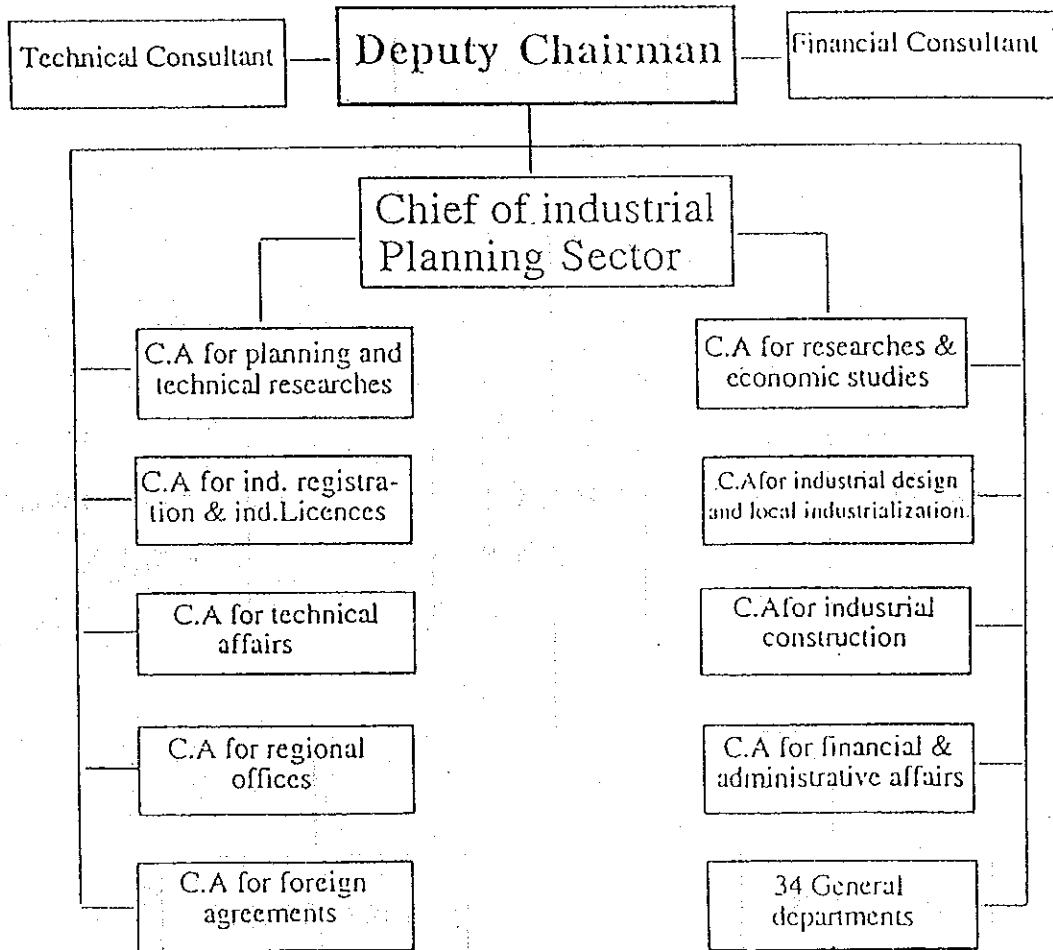 Technical Consultant
Deputy Chairman
Financial Consultant
Chief of industrial
Planning Sector
C.A for planning and
technical researches
C.A for researches &
economic studies
C.A for ind. registra-
tion & ind.Licences
C.Afor industrial design
and local industrialization
C.A for technical
affairs
C.Afor industrial
construction
C.A for regional
offices
C.A for financial &
administrative affairs
C.A for foreign
agreements
34 General
departments